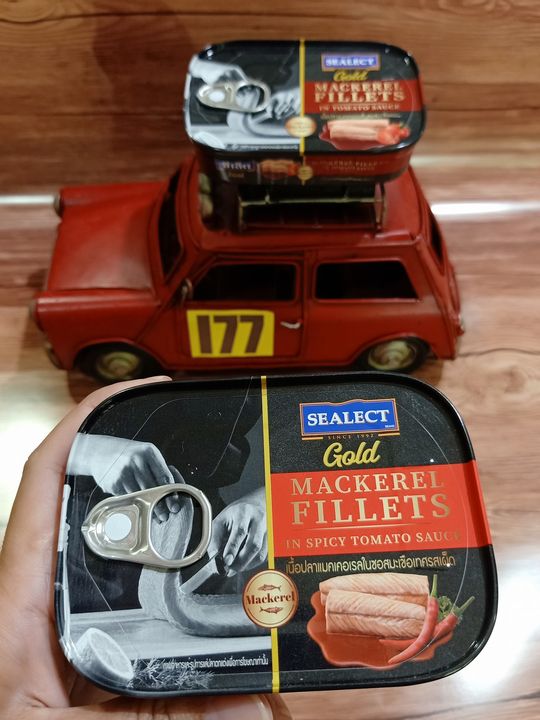 SEALECT
Gold
MACKEREL
FILLETS
IN TOMATO SAUCE
MACKEREL FILLETS
177
SEALECT
SINCE 1992
Gold
MACKEREL
FILLETS
IN SPICY TOMATO SAUCE
เนื้อปลาแมคเคอเรลในซอสมะเขือเทศรสเผ็ด
Mackerel